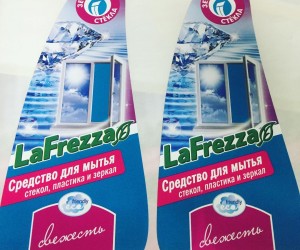 СТЕКЛА
LaFrezza
Средство для мытья
стекол, пластика и зеркал
свежесть
СТЕКЛА
LaFrezza
Средство для мытья
стекол, пластика и зеркал
свежесть